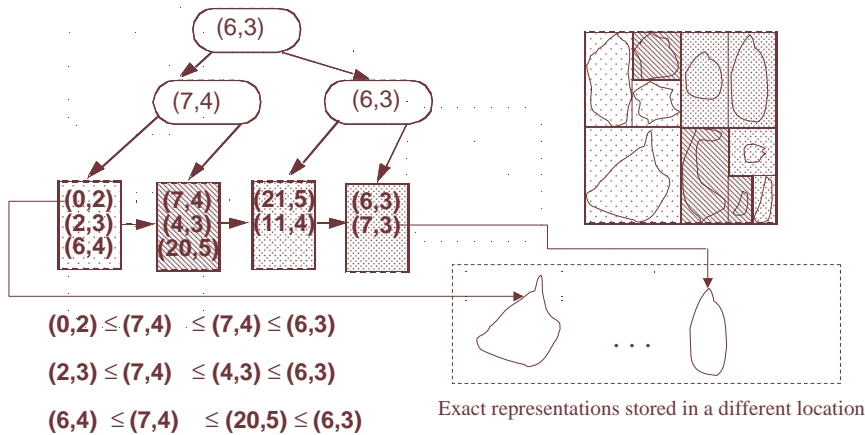 (6,3)
(7,4)
(6,3)
(0,2)
(2,3)
(6,4)
(7,4)
(4,3)
(20,5)
(21,5)
(11,4)
(6,3)
(7,3)
(0,2) ≤ (7,4) ≤ (7,4) ≤ (6,3)
(2,3) ≤ (7,4) ≤ (4,3) ≤ (6,3)
(6,4) ≤ (7,4) ≤ (20,5) ≤ (6,3)
. . .
Exact representations stored in a different location